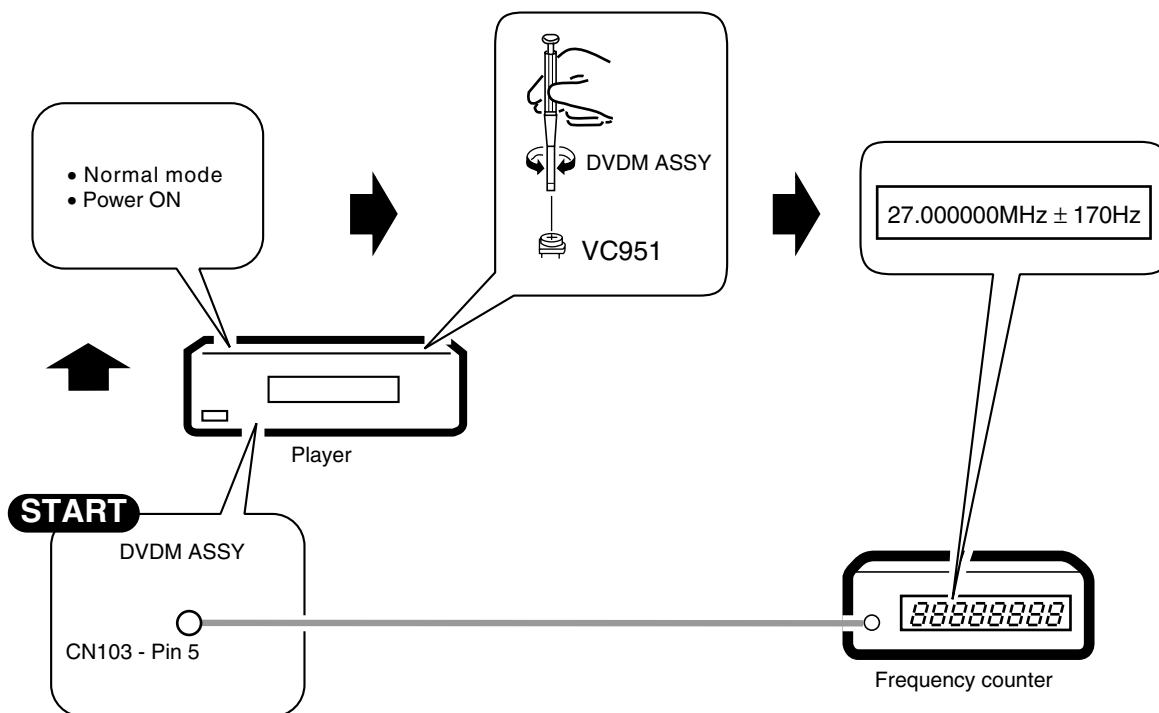 • Normal mode
• Power ON
DVDM ASSY
VC951
27.000000MHz ± 170Hz
Player
START
DVDM ASSY
CN103 - Pin 5
88888888
Frequency counter